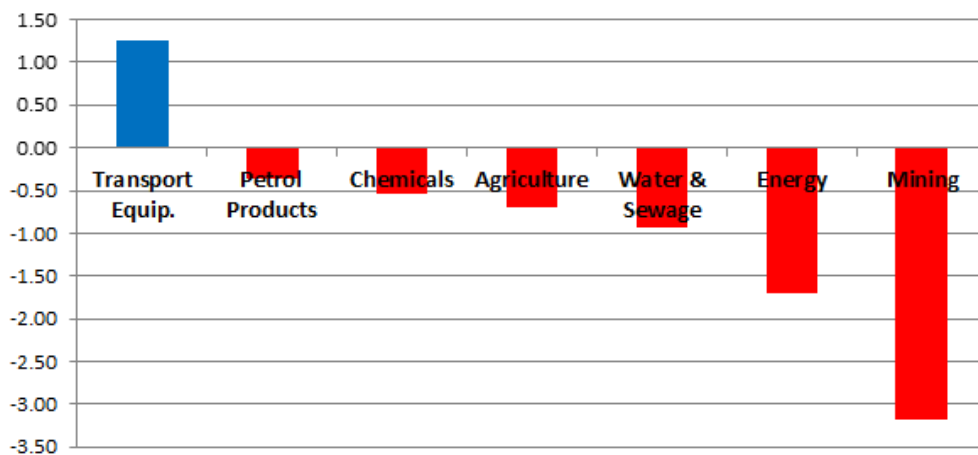 1.50
1.00
0.50
0.00
-0.50
-1.00
-1.50
-2.00
-2.50
-3.00
-3.50
Transport Equip.
Petrol Products
Chemicals
Agriculture
Water & Sewage
Energy
Mining